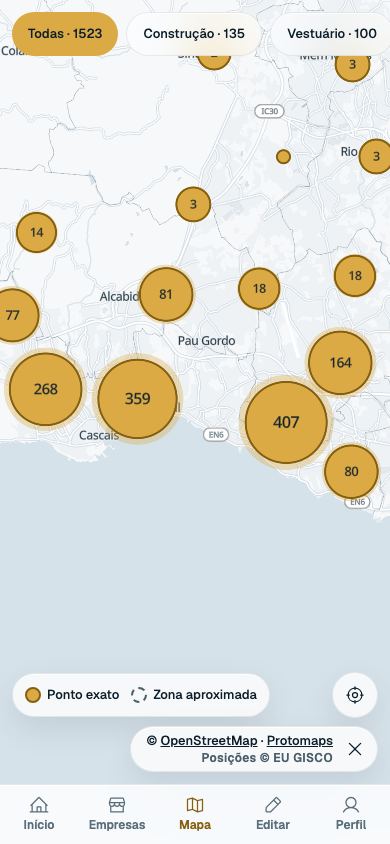 Todas · 1523
Construção · 135
Vestuário · 100
3
IC30
Rio
3
3
14
18
Alcabid
81
18
77
Pau Gordo
164
268
359
407
EN6
Cascais
80
EN6
Ponto exato
Zona aproximada
© OpenStreetMap · Protomaps
Posições © EU GISCO
Início
Empresas
Mapa
Editar
Perfil